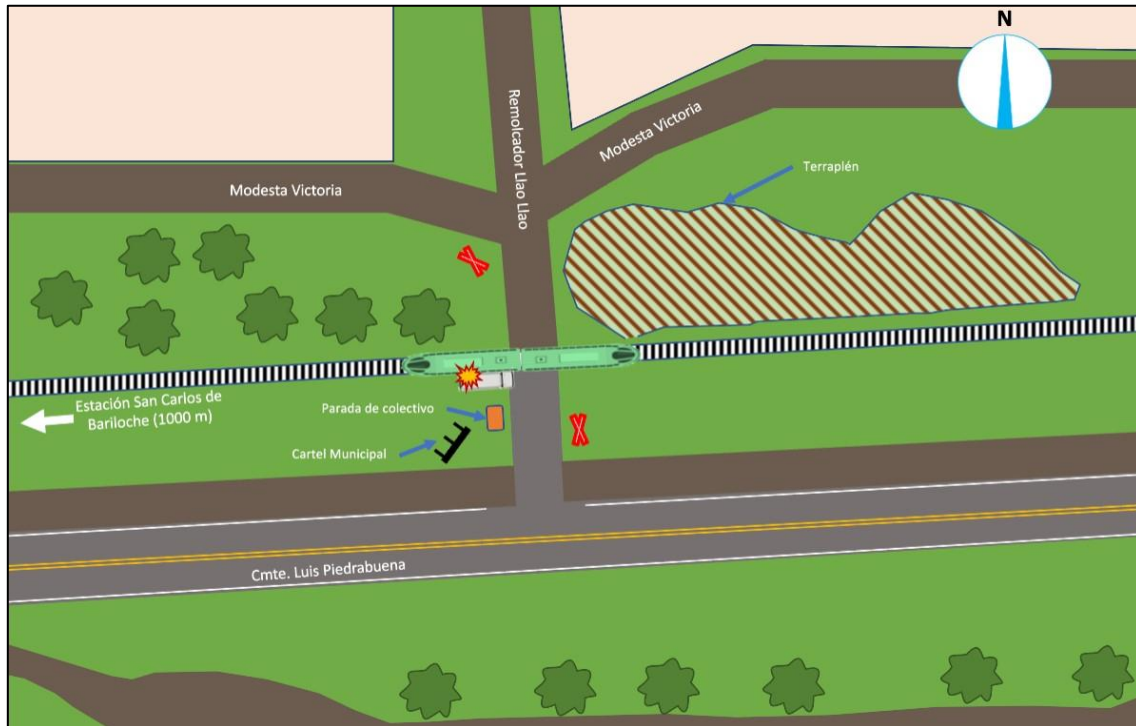 N
Remolcador Llao Llao
Modesta Victoria
Terraplén
Modesta Victoria
Estación San Carlos de
Bariloche (1000 m)
Parada de colectivo
Cartel Municipal
Cmte. Luis Piedrabuena